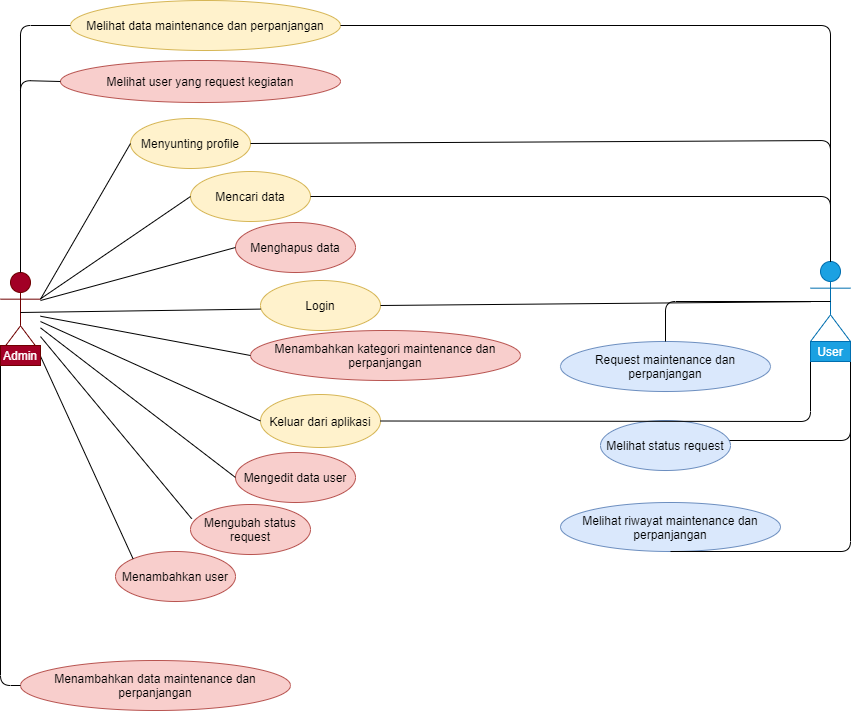 Melihat data maintenance dan perpanjangan
Melihat user yang request kegiatan
Menyunting profile
Mencari data
Menghapus data
Login
Admin
User
Menambahkan kategori maintenance dan
perpanjangan
Request maintenance dan
perpanjangan
Keluar dari aplikasi
Melihat status request
Mengedit data user
Mengubah status
request
Melihat riwayat maintenance dan
perpanjangan
Menambahkan user
Menambahkan data maintenance dan
perpanjangan